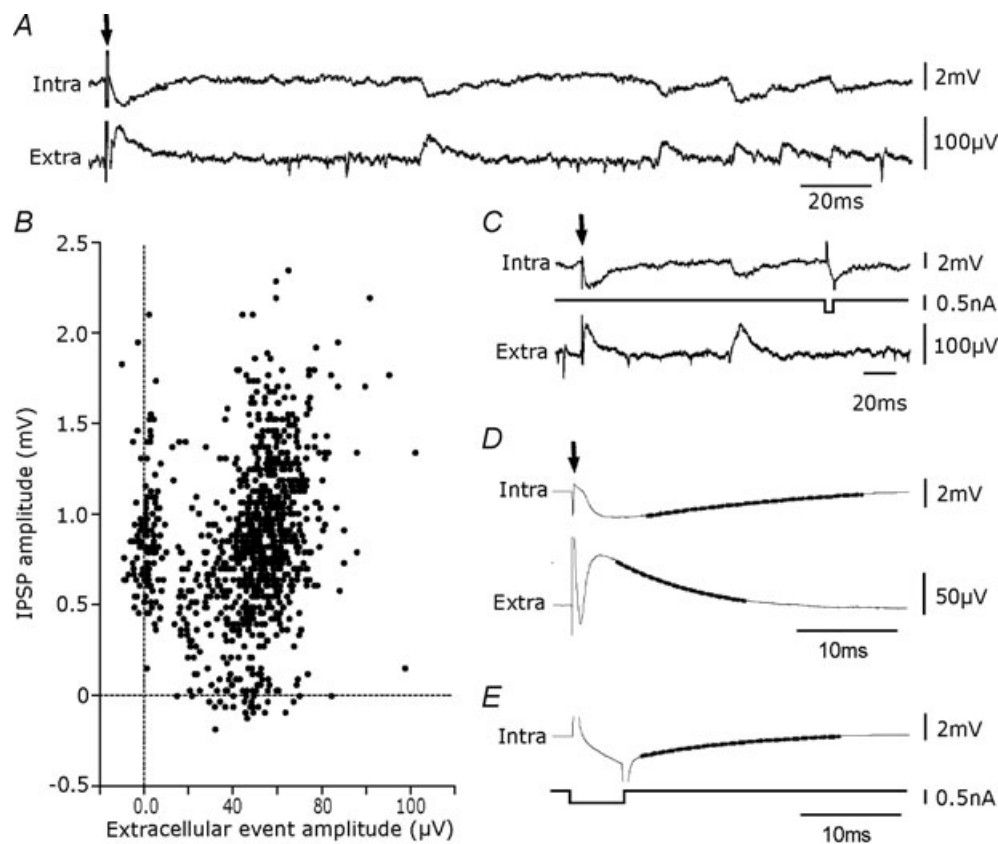 A
Intra
2mV
Extra
100µV
20ms
B
2.5
2.0
1.5
1.0
0.5
0
-0.5
IPSP amplitude (mV)
0.0 40 60 80 100
Extracellular event amplitude (µV)
C
Intra
2mV
0.5nA
Extra
100µV
20ms
D
Intra
2mV
Extra
50µV
10ms
E
Intra
2mV
0.5nA
10ms